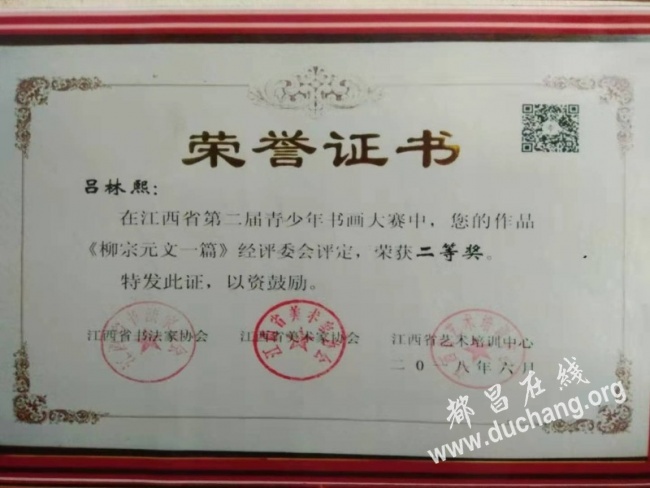 荣誉证书
吕林熙：
在江西省第二届青少年书画大赛中，您的作品
《柳宗元文一篇》经评委会评定，荣获二等奖。
特发此证，以资鼓励。
江西省书法家协会 江西省美术家协会 江西省艺术培训中心
二〇一八年六月
都昌在线
www.duchang.org